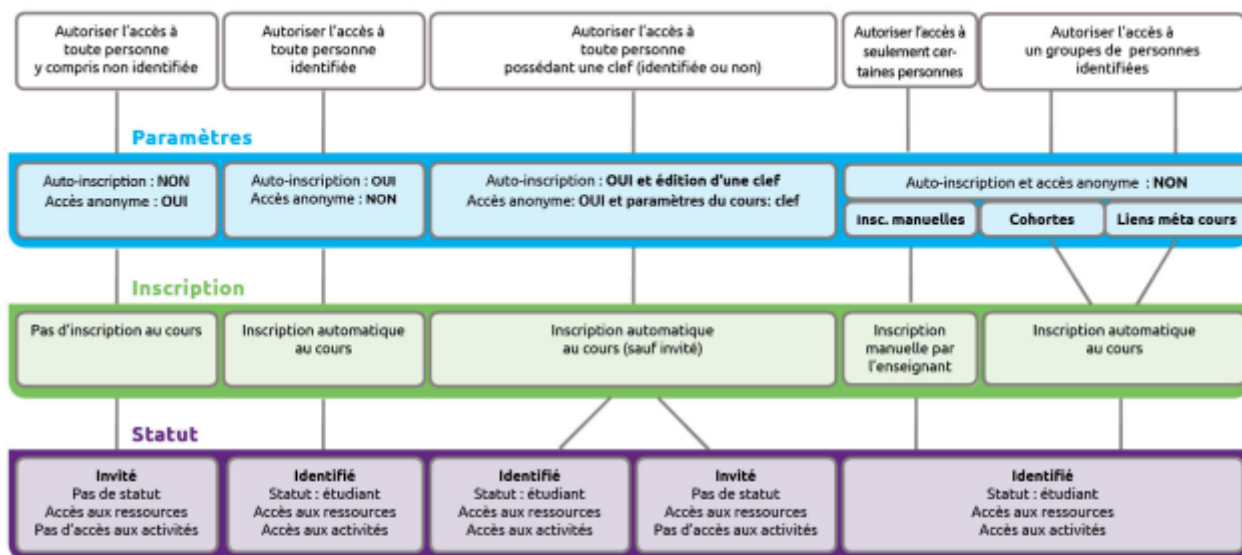 Autoriser l'accès à
toute personne
y compris non identifiée
Autoriser l'accès à
toute personne
identifiée
Autoriser l'accès à
toute personne
possédant une clef (identifiée ou non)
Autoriser l'accès à
seulement cer-
taines personnes
Autoriser l'accès à
un groupes de personnes
identifiées
Paramètres
Auto-inscription : NON
Accès anonyme : OUI
Auto-inscription : OUI
Accès anonyme : NON
Auto-inscription : OUI et édition d'une clef
Accès anonyme: OUI et paramètres du cours: clef
Auto-inscription et accès anonyme : NON
Insc. manuelles
Cohortes
Liens méta cours
Inscription
Pas d'inscription au cours
Inscription automatique
au cours
Inscription automatique
au cours (sauf invité)
Inscription
manuelle par
l'enseignant
Inscription automatique
au cours
Statut
Invité
Pas de statut
Accès aux ressources
Pas d'accès aux activités
Identifié
Statut : étudiant
Accès aux ressources
Accès aux activités
Identifié
Statut : étudiant
Accès aux ressources
Accès aux activités
Invité
Pas de statut
Accès aux ressources
Pas d'accès aux activités
Identifié
Statut : étudiant
Accès aux ressources
Accès aux activités